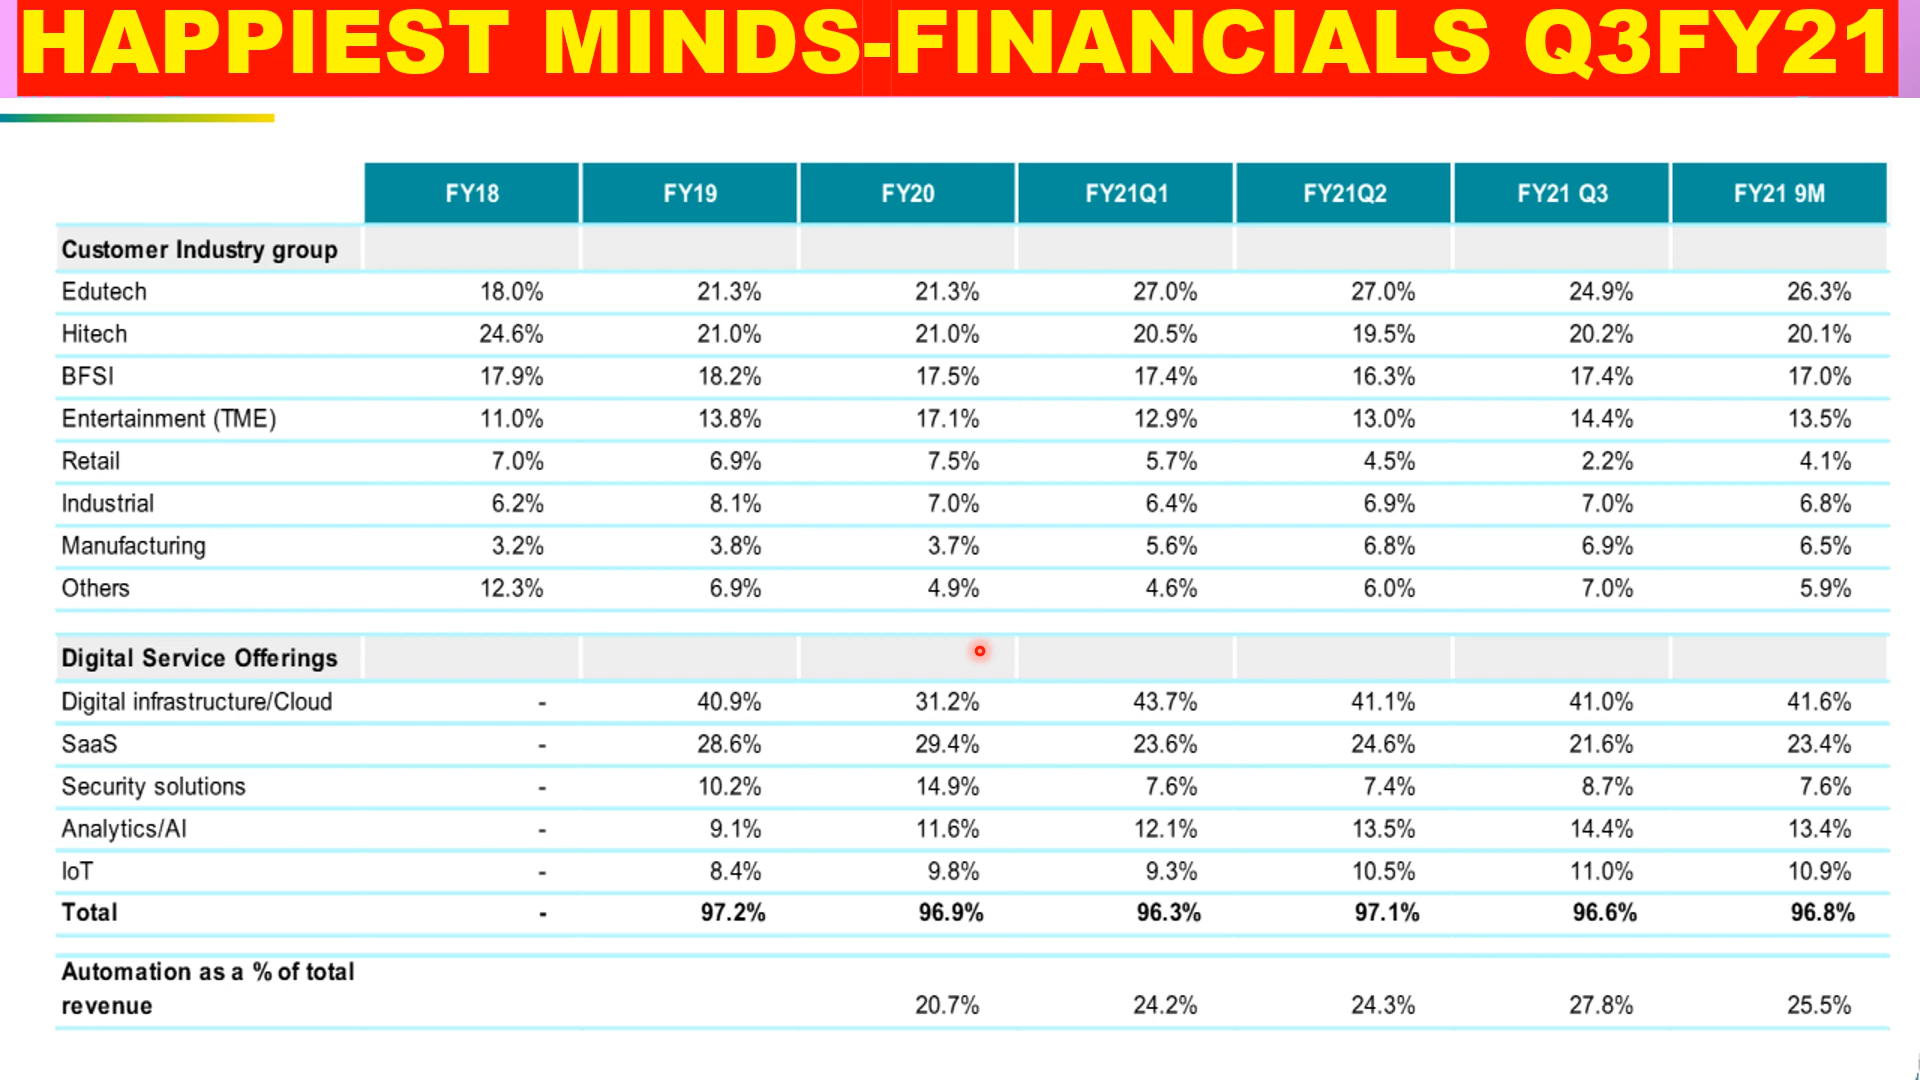 HAPPIEST MINDS-FINANCIALS Q3FY21
FY18 FY19 FY20 FY21Q1 FY21Q2 FY21 Q3 FY21 9M
Customer Industry group
Edutech 18.0% 21.3% 21.3% 27.0% 27.0% 24.9% 26.3%
Hitech 24.6% 21.0% 21.0% 20.5% 19.5% 20.2% 20.1%
BFSI 17.9% 18.2% 17.5% 17.4% 16.3% 17.4% 17.0%
Entertainment (TME) 11.0% 13.8% 17.1% 12.9% 13.0% 14.4% 13.5%
Retail 7.0% 6.9% 7.5% 5.7% 4.5% 2.2% 4.1%
Industrial 6.2% 8.1% 7.0% 6.4% 6.9% 7.0% 6.8%
Manufacturing 3.2% 3.8% 3.7% 5.6% 6.8% 6.9% 6.5%
Others 12.3% 6.9% 4.9% 4.6% 6.0% 7.0% 5.9%
Digital Service Offerings
Digital infrastructure/Cloud - 40.9% 31.2% 43.7% 41.1% 41.0% 41.6%
SaaS - 28.6% 29.4% 23.6% 24.6% 21.6% 23.4%
Security solutions - 10.2% 14.9% 7.6% 7.4% 8.7% 7.6%
Analytics/AI - 9.1% 11.6% 12.1% 13.5% 14.4% 13.4%
IoT - 8.4% 9.8% 9.3% 10.5% 11.0% 10.9%
Total - 97.2% 96.9% 96.3% 97.1% 96.6% 96.8%
Automation as a % of total
revenue 20.7% 24.2% 24.3% 27.8% 25.5%